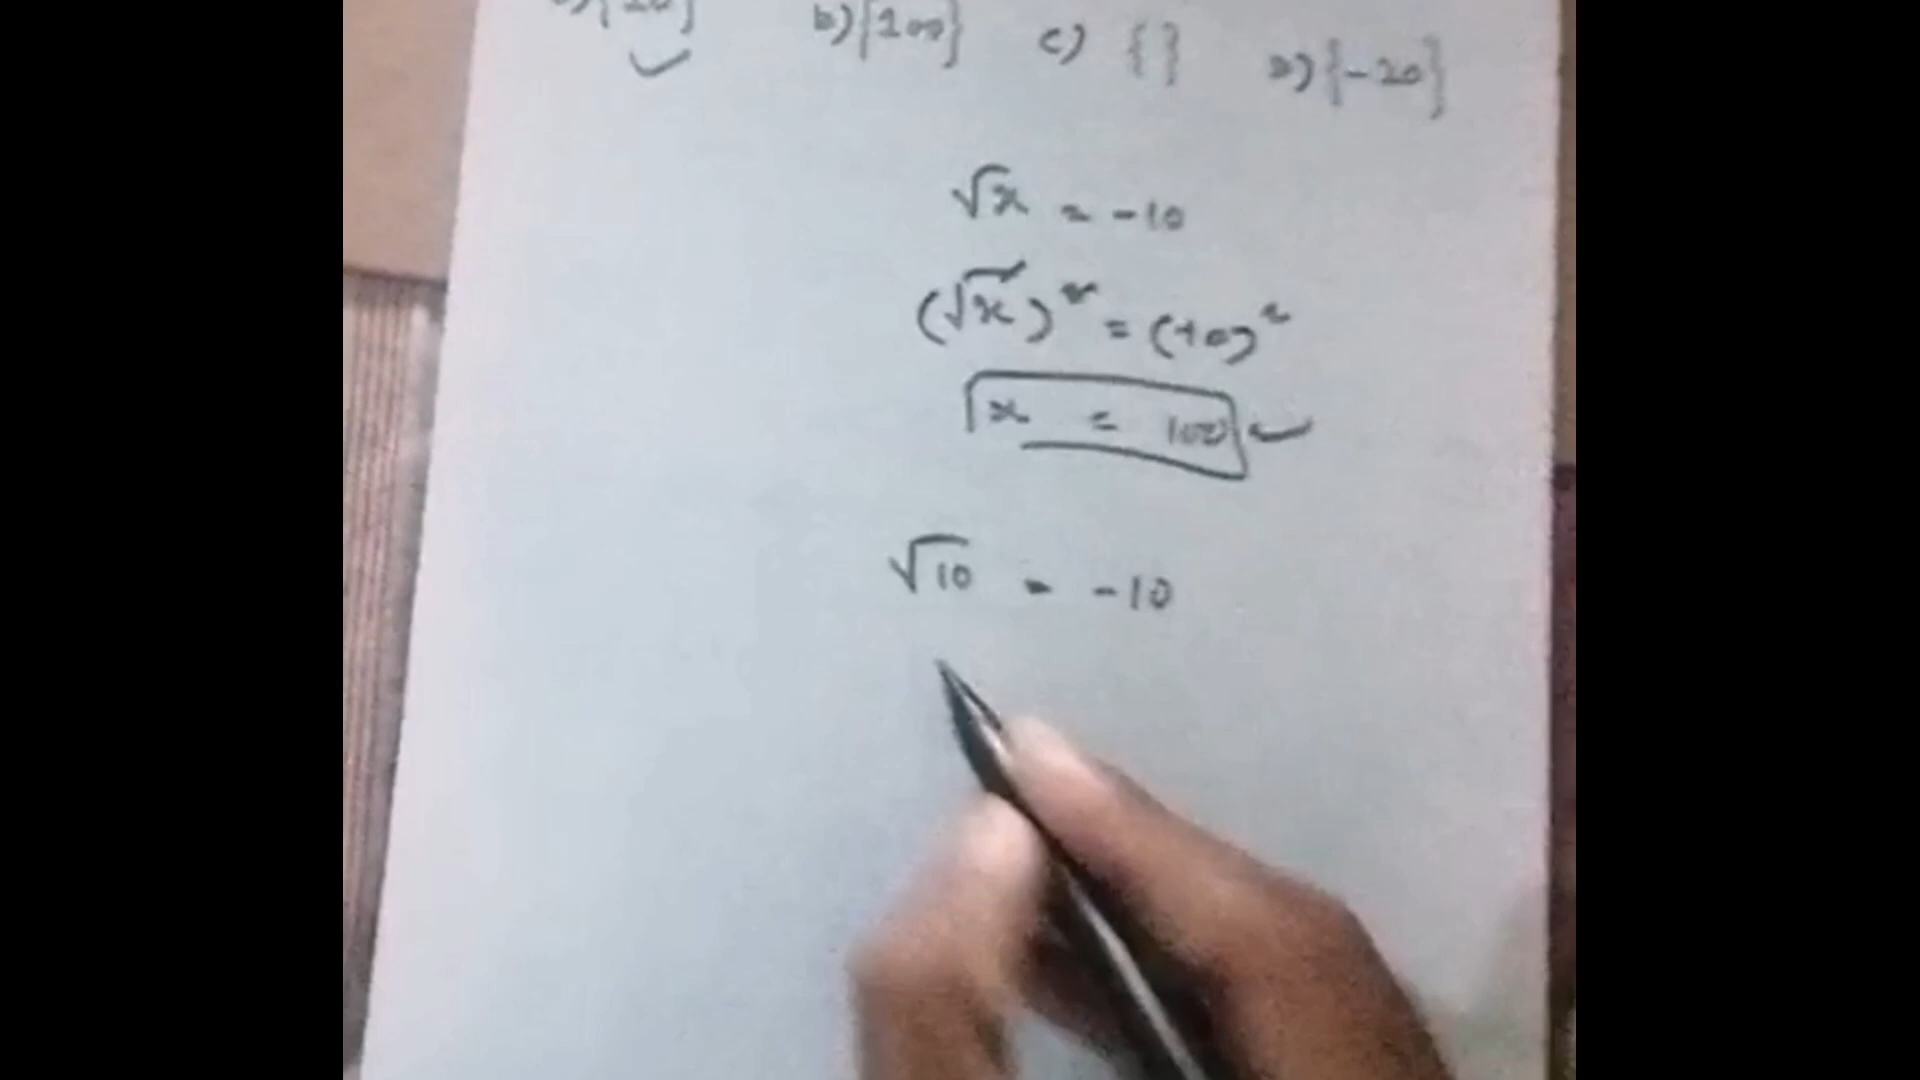 b) {100} c) { } D) {-20}
√x = -10
(√x)² = (-10)²
x = 100
√10 = -10